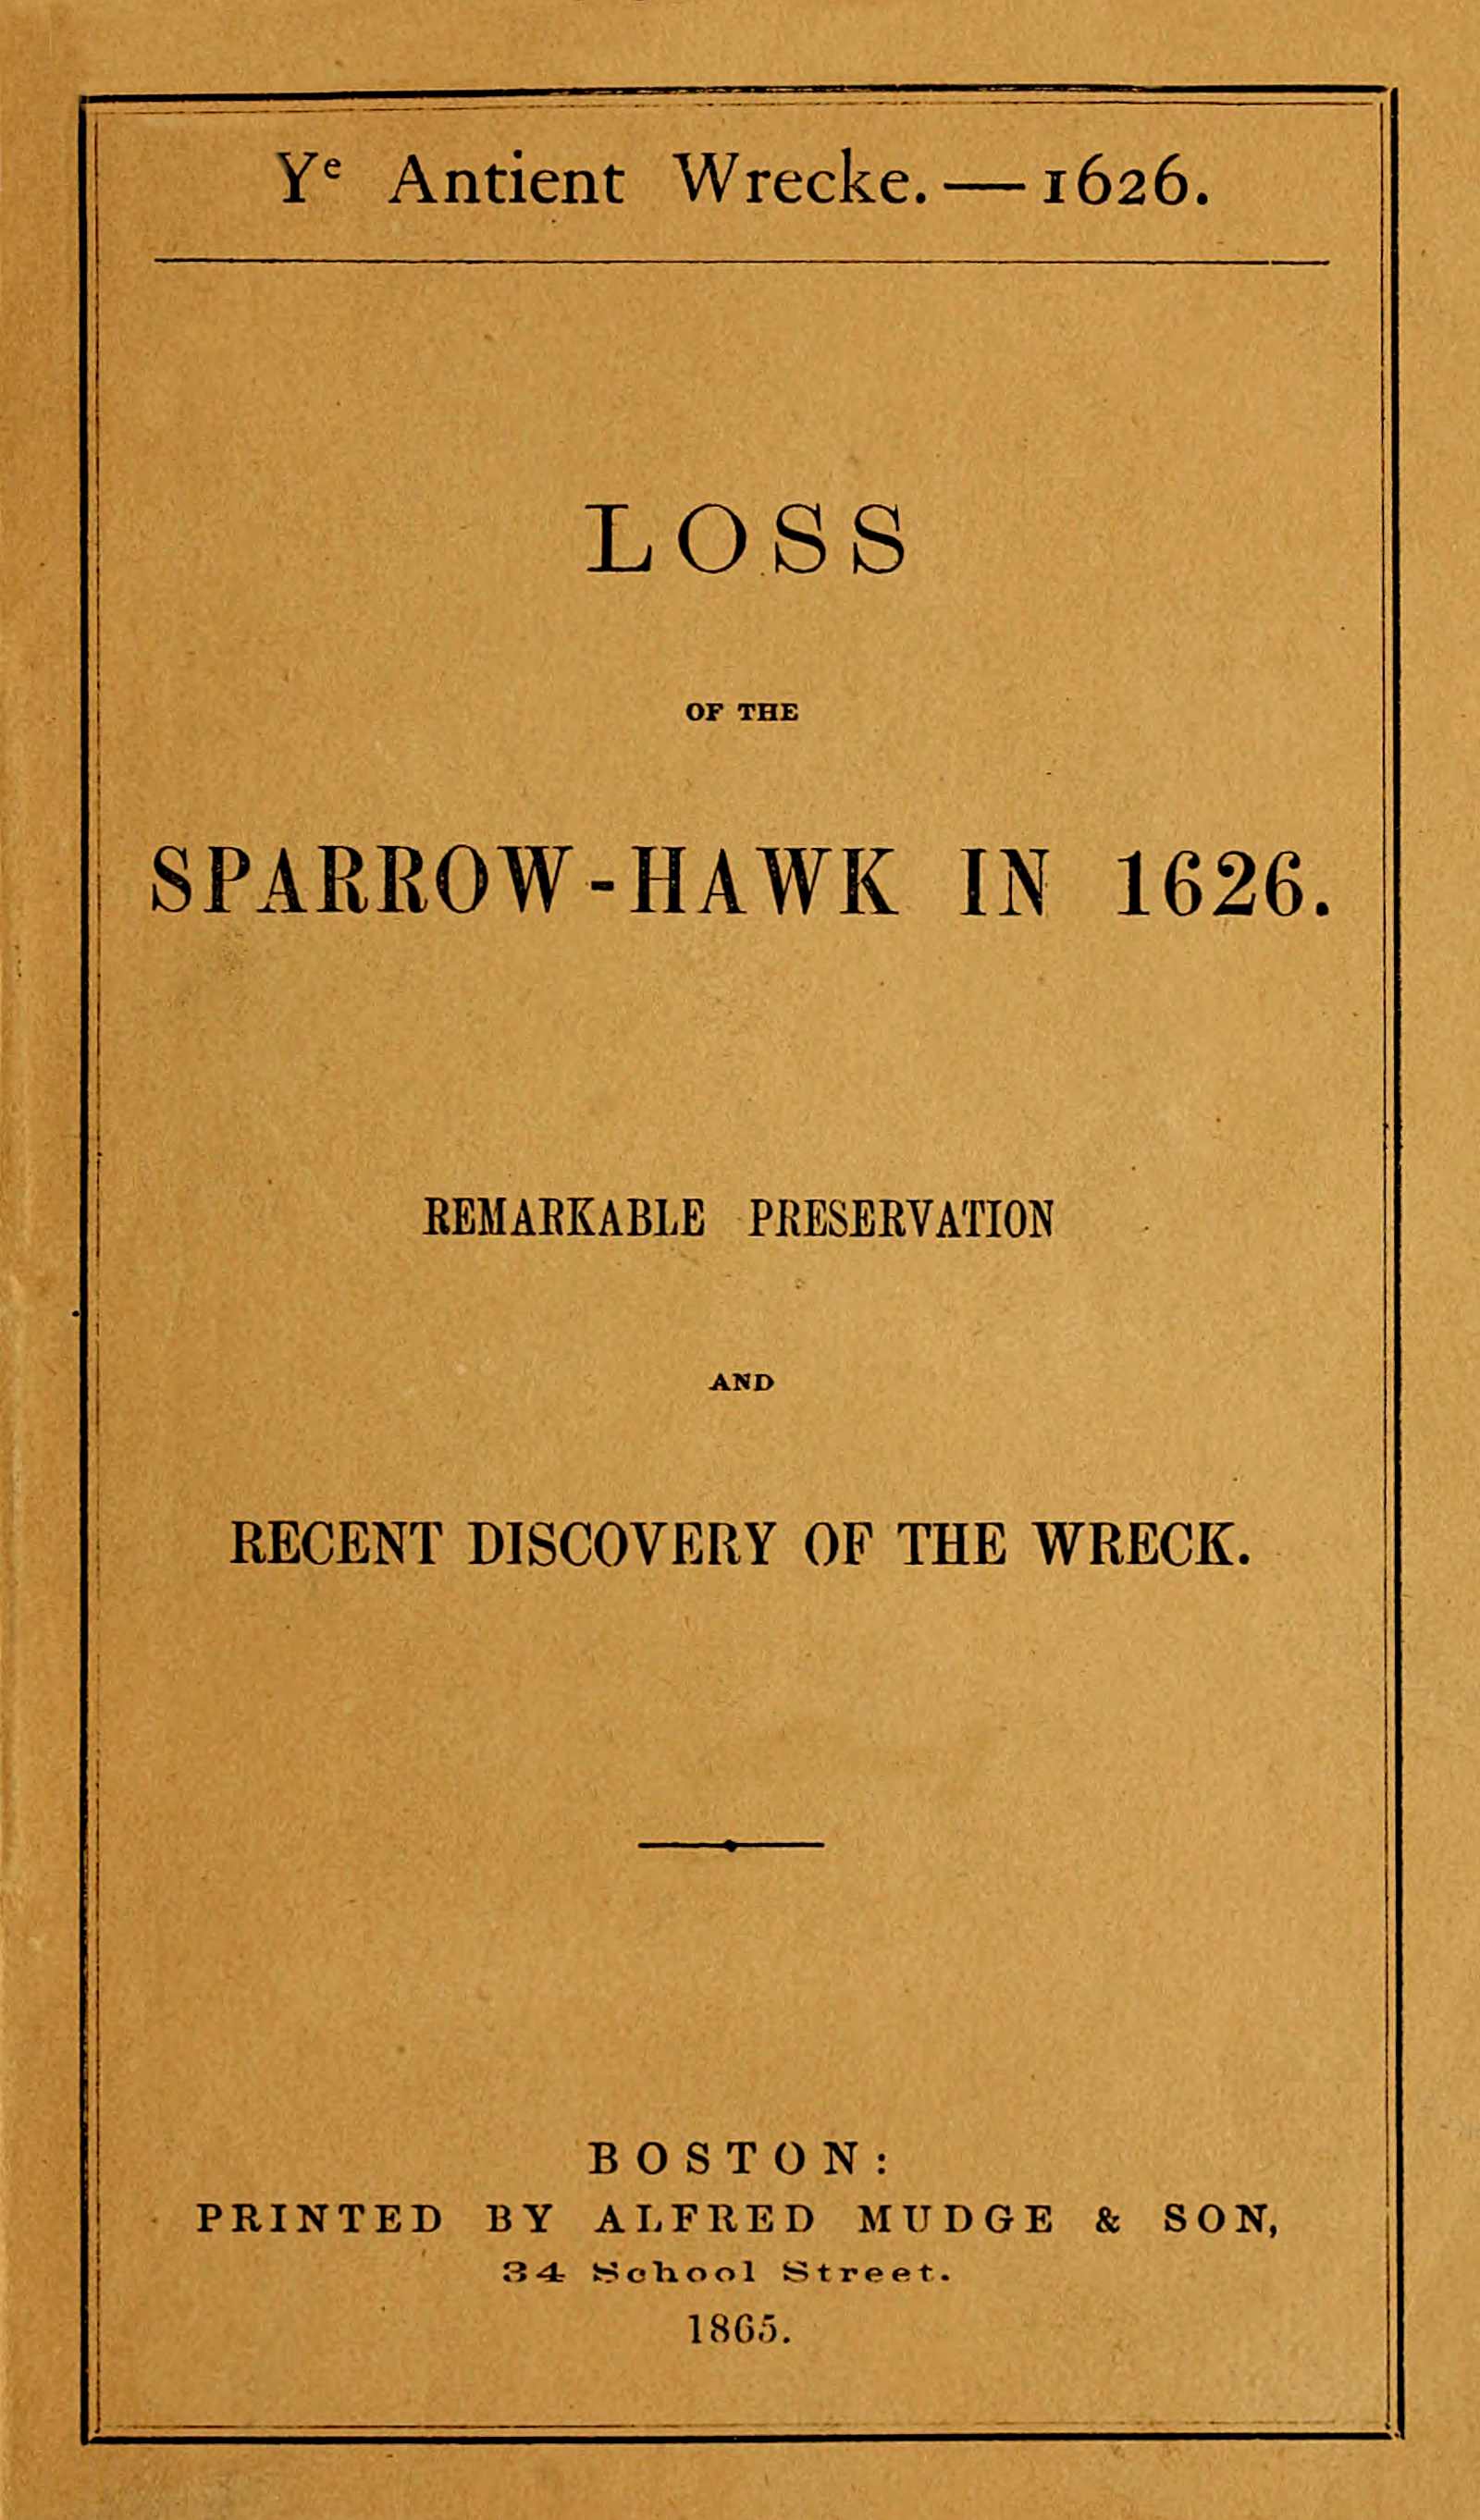 Yᵉ Antient Wrecke. — 1626.
LOSS
OF THE
SPARROW-HAWK IN 1626.
REMARKABLE PRESERVATION
AND
RECENT DISCOVERY OF THE WRECK.
BOSTON:
PRINTED BY ALFRED MUDGE & SON,
34 School Street.
1865.